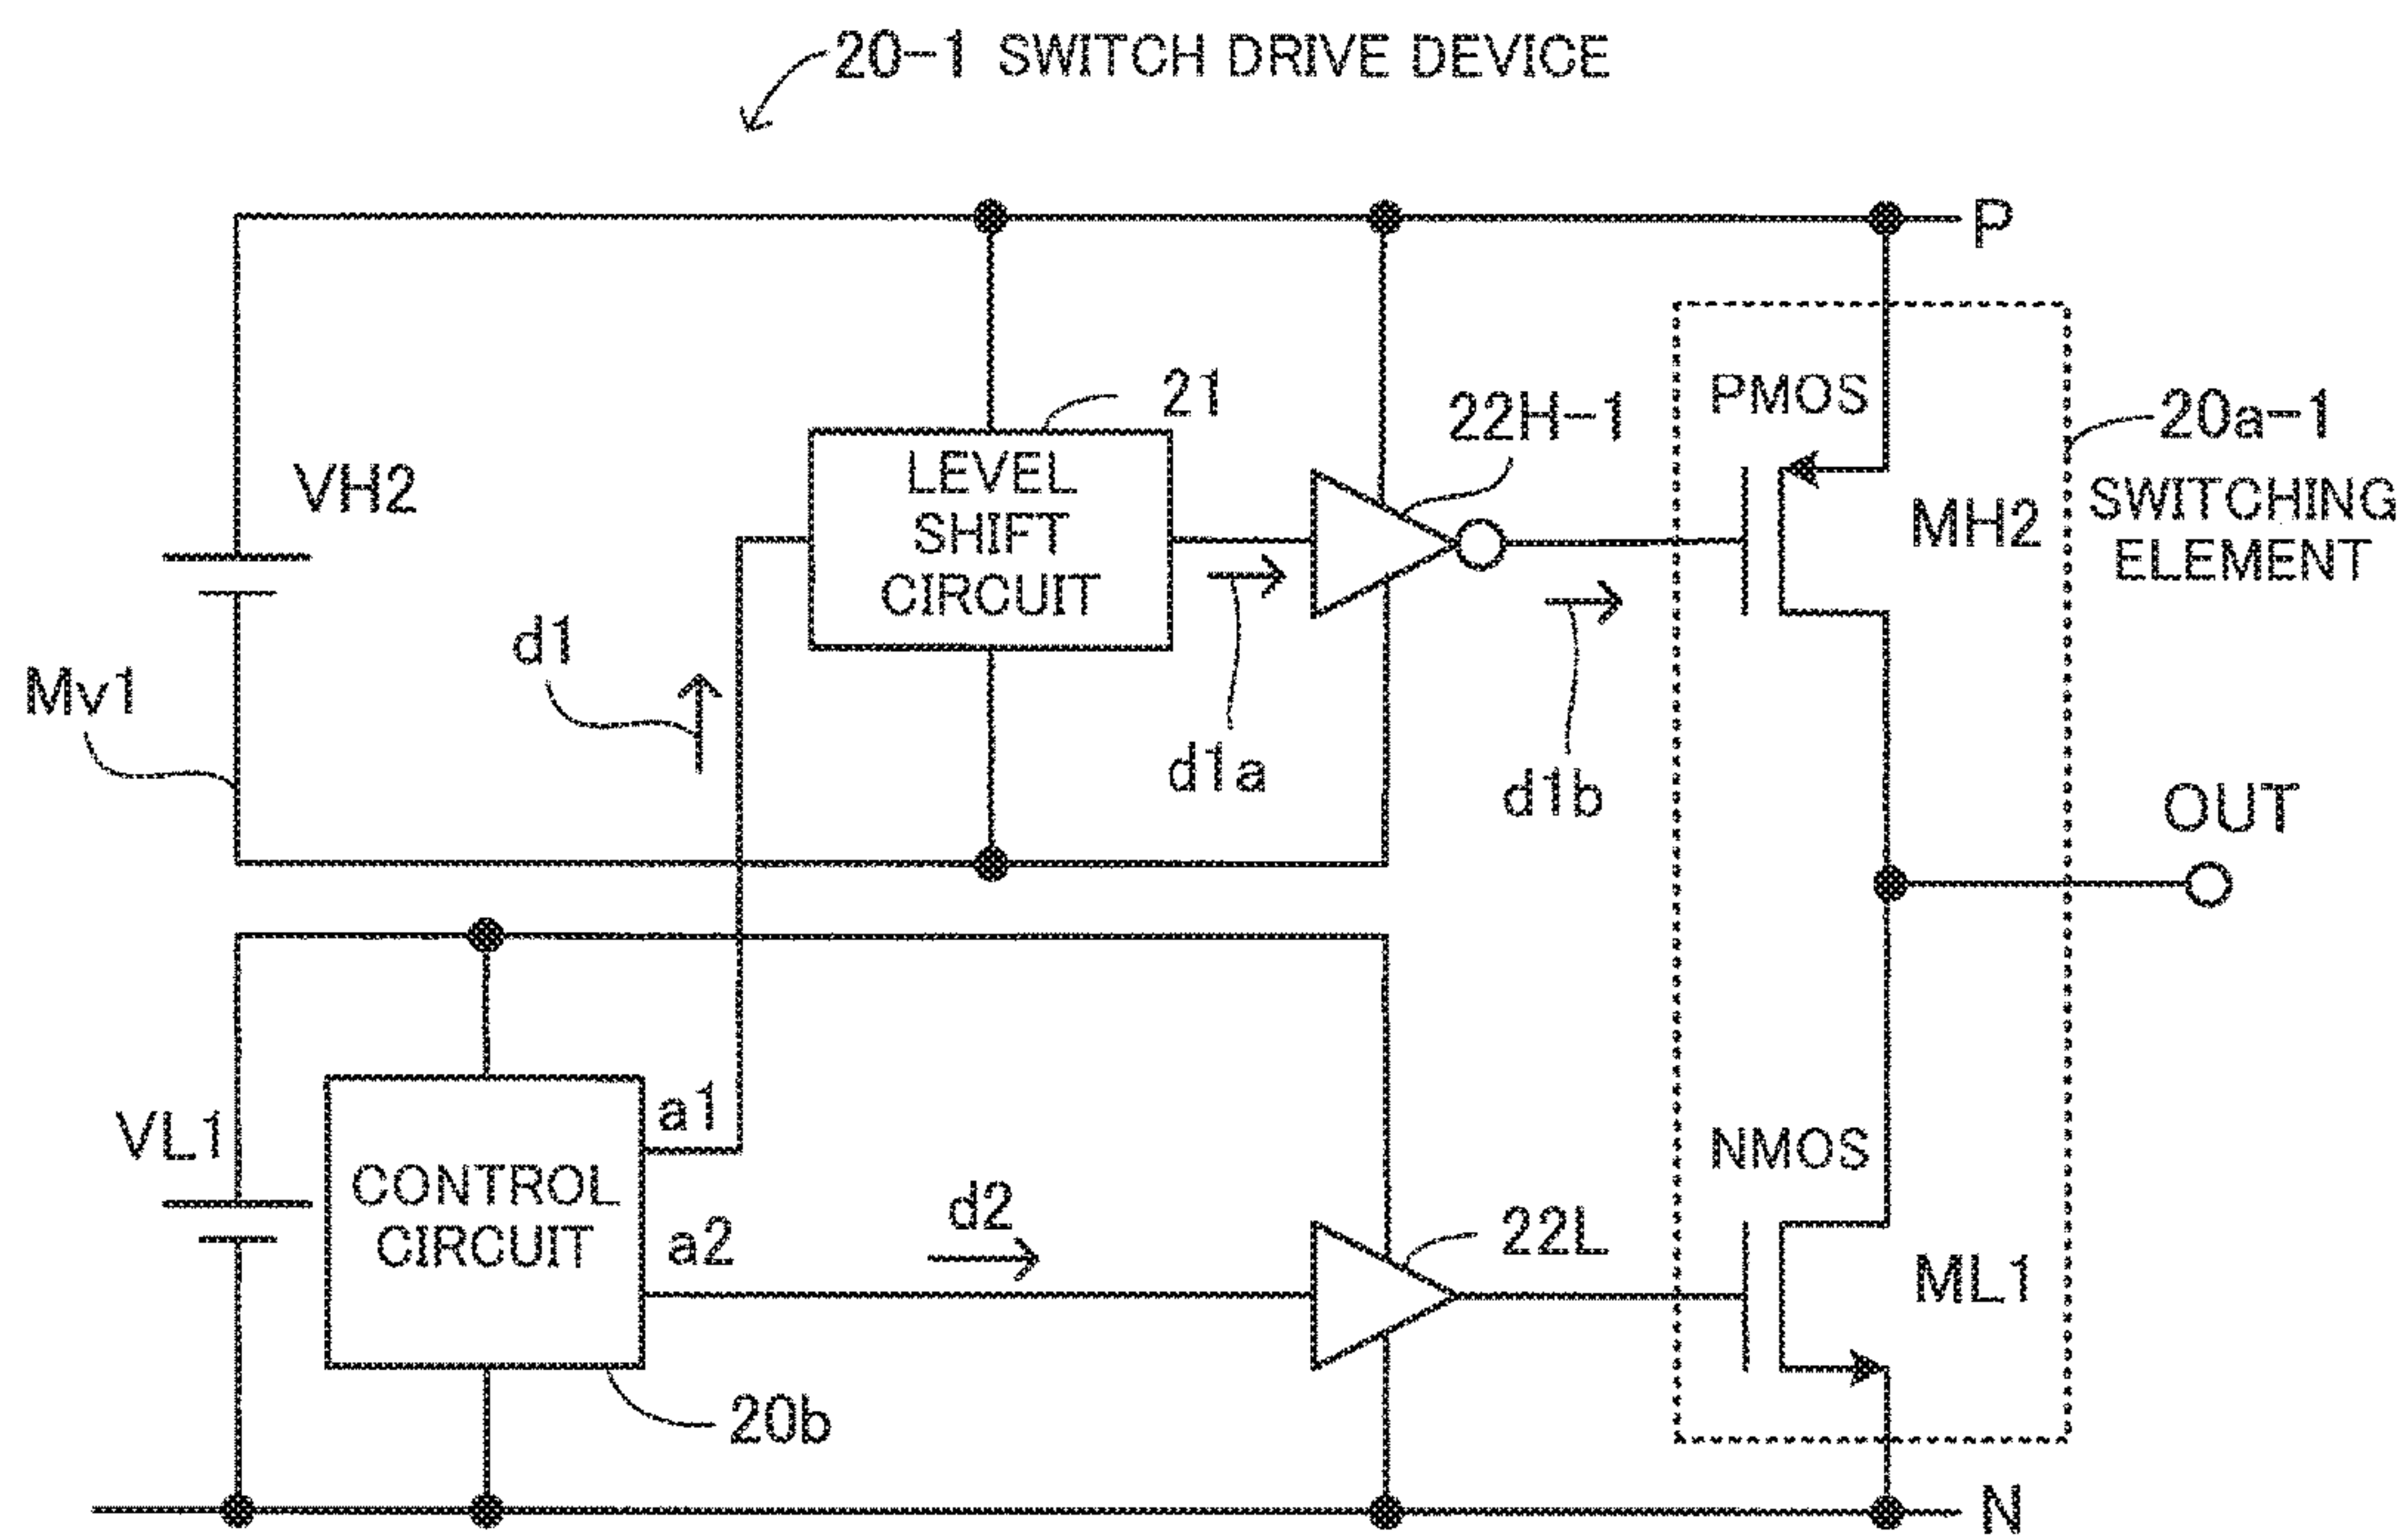 20-1 SWITCH DRIVE DEVICE
P
PMOS
21
22H-1
20a-1
SWITCHING
ELEMENT
VH2
LEVEL
SHIFT
CIRCUIT
MH2
d1
Mv1
d1a
d1b
OUT
VL1
CONTROL
CIRCUIT
a1
a2
d2
22L
NMOS
ML1
20b
N